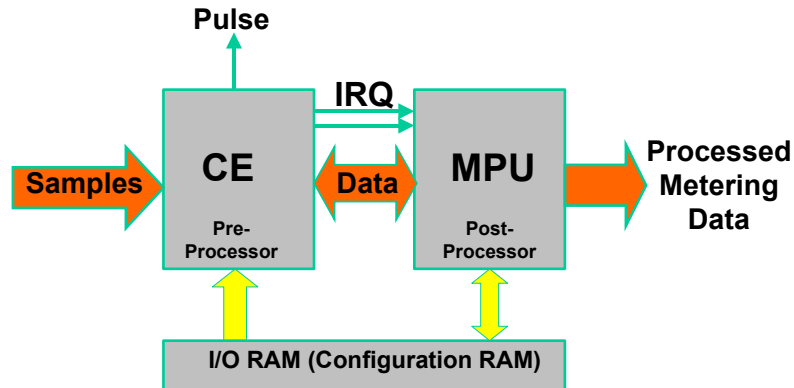 Pulse
IRQ
CE
MPU
Samples
Data
Processed
Metering
Data
Pre-
Processor
Post-
Processor
I/O RAM (Configuration RAM)